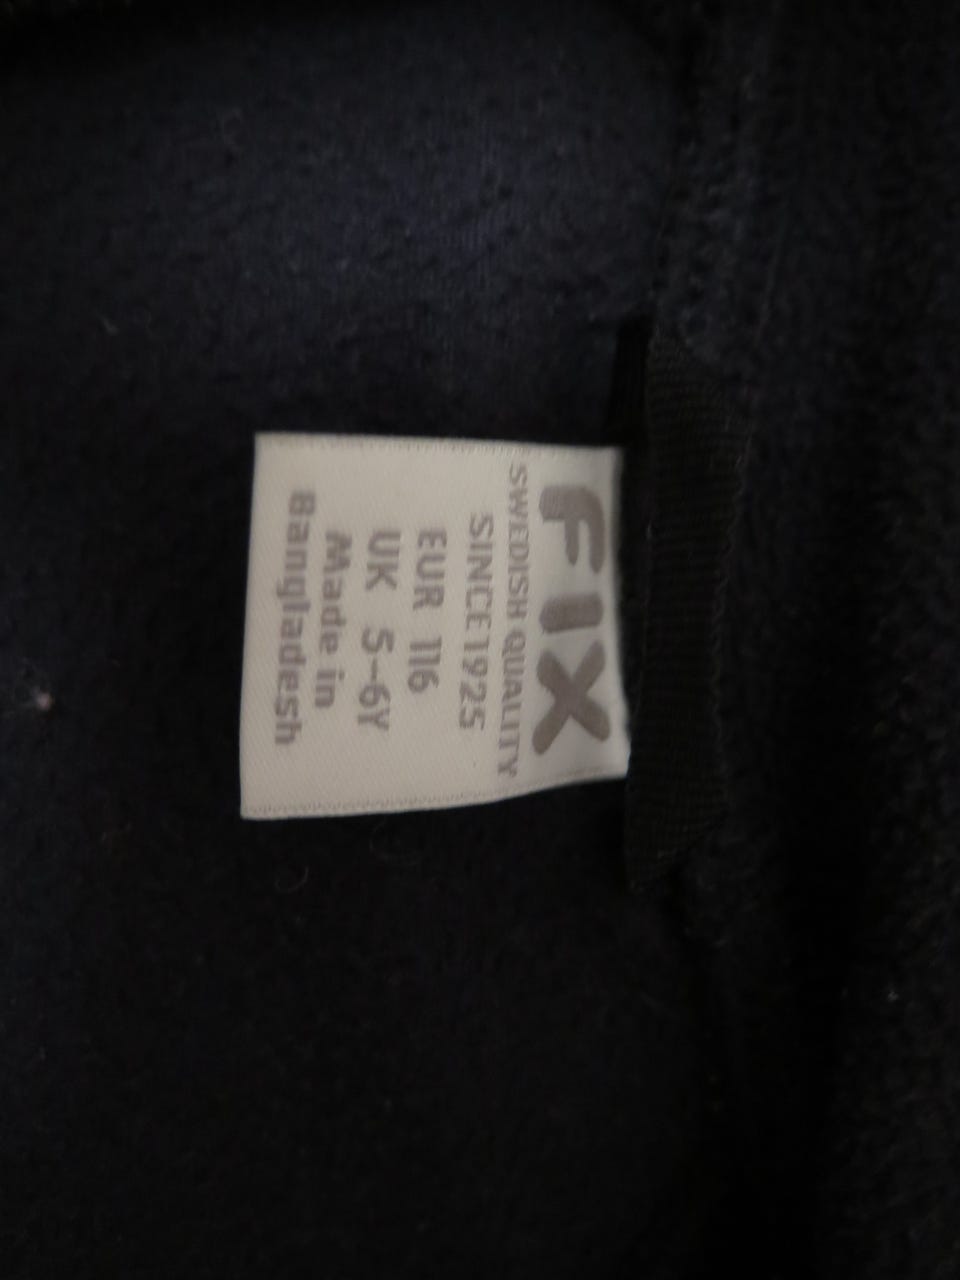 FIX
SWEDISH QUALITY
SINCE 1925
EUR 116
UK 5-6Y
Made in
Bangladesh